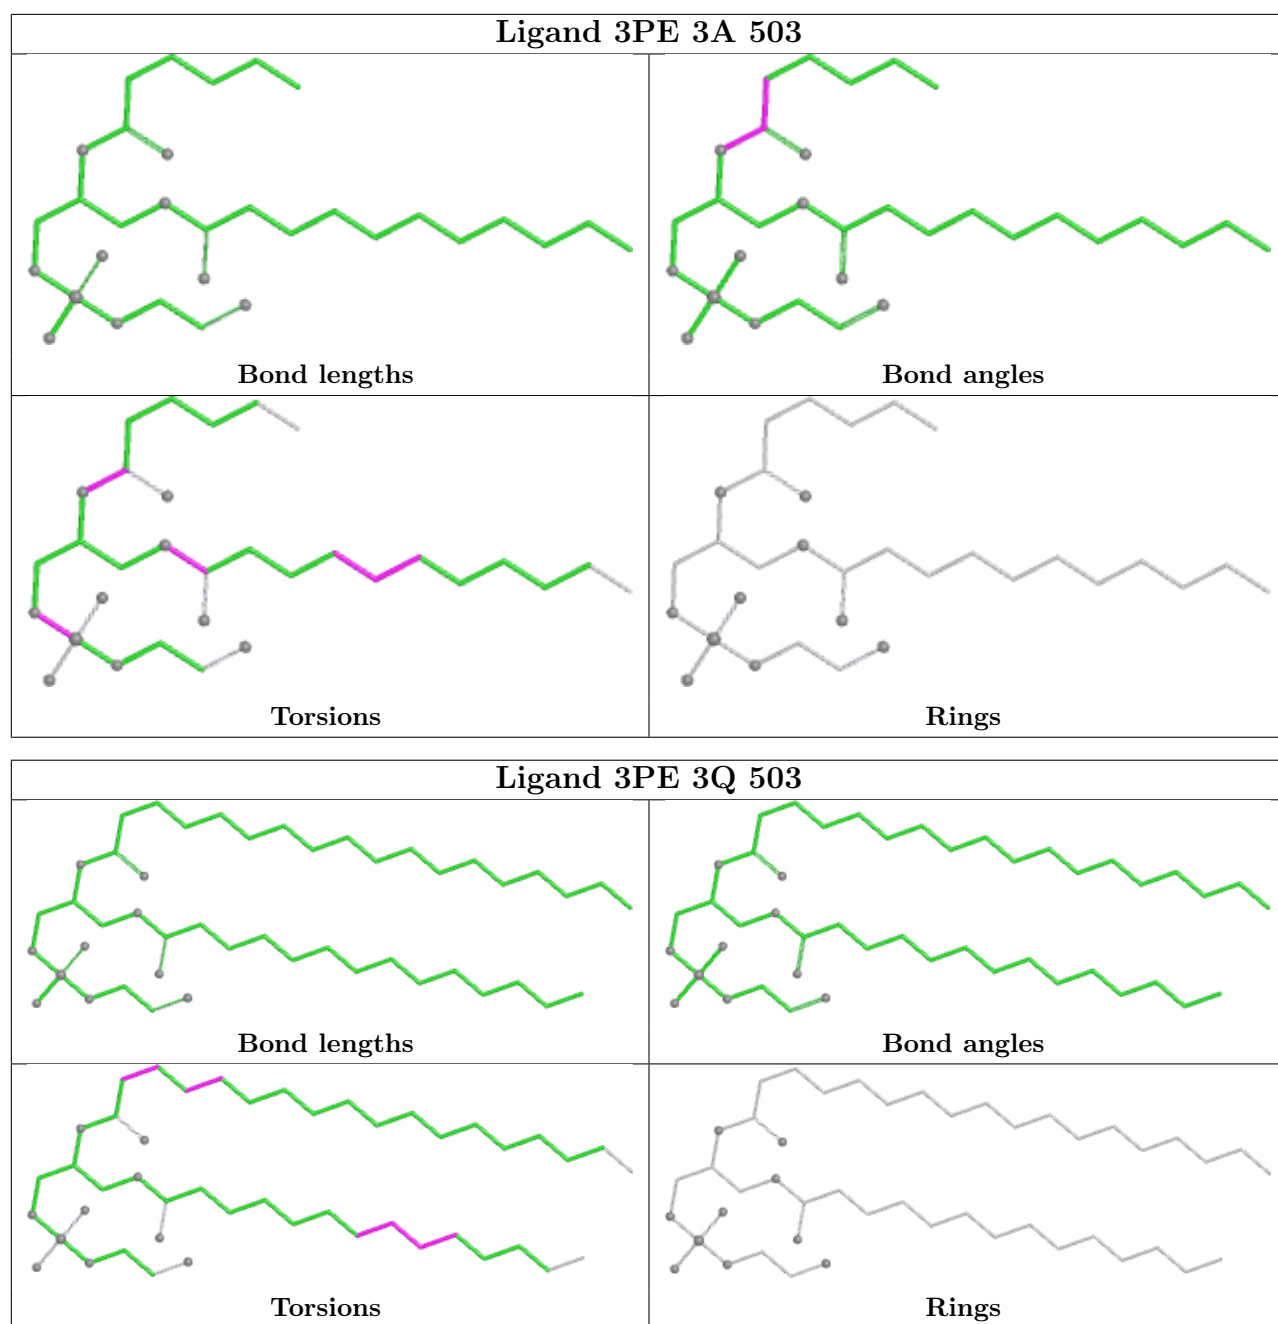 Ligand 3PE 3A 503
Bond lengths
Bond angles
Torsions
Rings
Ligand 3PE 3Q 503
Bond lengths
Bond angles
Torsions
Rings